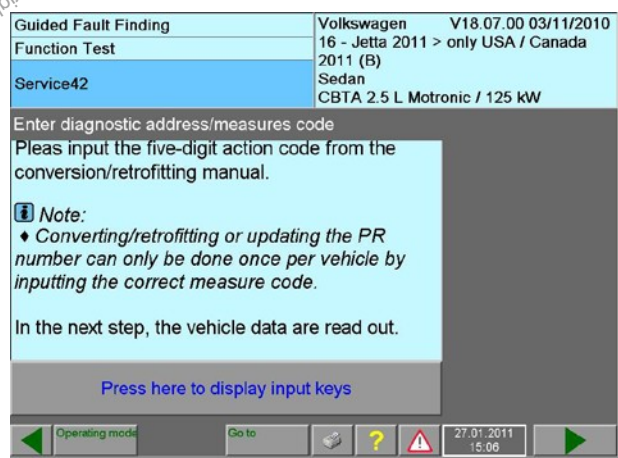 Guided Fault Finding
Function Test
Service42
Volkswagen V18.07.00 03/11/2010
16 - Jetta 2011 > only USA / Canada
2011 (B)
Sedan
CBTA 2.5 L Motronic / 125 kW
Enter diagnostic address/measures code
Pleas input the five-digit action code from the
conversion/retrofitting manual.
Note:
♦ Converting/retrofitting or updating the PR
number can only be done once per vehicle by
inputting the correct measure code.
In the next step, the vehicle data are read out.
Press here to display input keys
Operating mode
Go to
?
27.01.2011
15:06